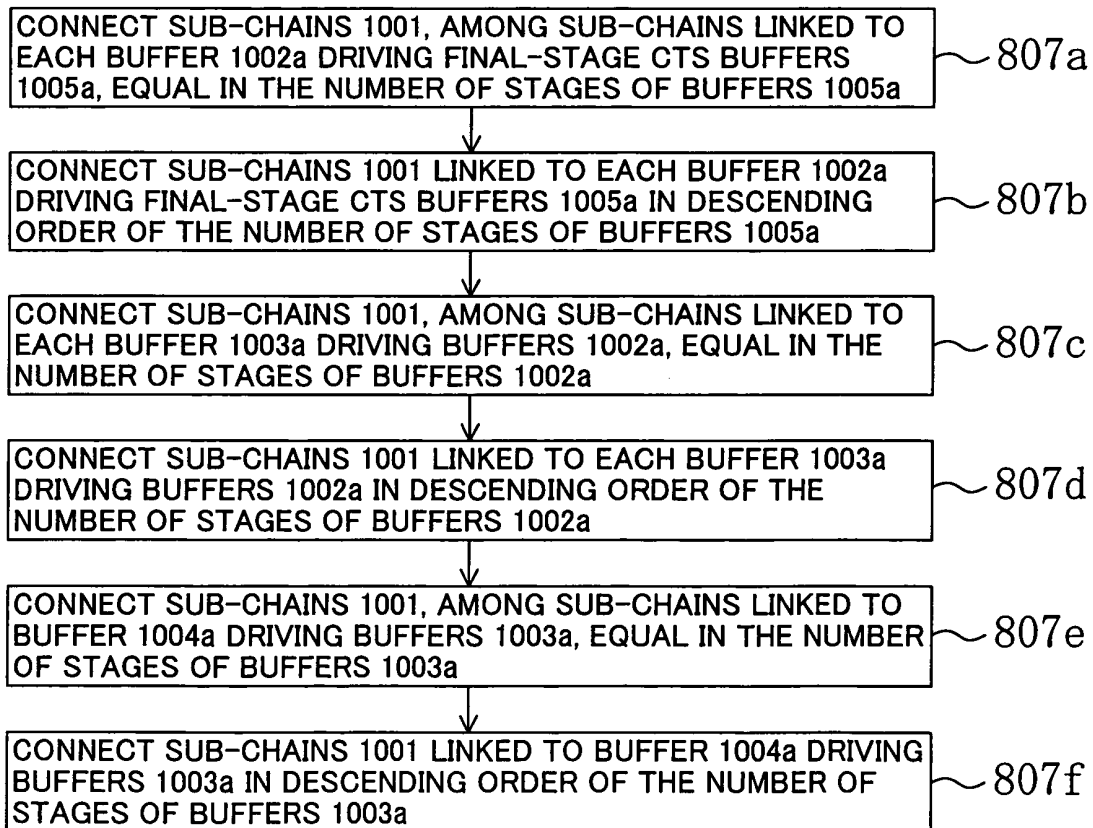 CONNECT SUB-CHAINS 1001, AMONG SUB-CHAINS LINKED TO
EACH BUFFER 1002a DRIVING FINAL-STAGE CTS BUFFERS
1005a, EQUAL IN THE NUMBER OF STAGES OF BUFFERS 1005a
807a
CONNECT SUB-CHAINS 1001 LINKED TO EACH BUFFER 1002a
DRIVING FINAL-STAGE CTS BUFFERS 1005a IN DESCENDING
ORDER OF THE NUMBER OF STAGES OF BUFFERS 1005a
807b
CONNECT SUB-CHAINS 1001, AMONG SUB-CHAINS LINKED TO
EACH BUFFER 1003a DRIVING BUFFERS 1002a, EQUAL IN THE
NUMBER OF STAGES OF BUFFERS 1002a
807c
CONNECT SUB-CHAINS 1001 LINKED TO EACH BUFFER 1003a
DRIVING BUFFERS 1002a IN DESCENDING ORDER OF THE
NUMBER OF STAGES OF BUFFERS 1002a
807d
CONNECT SUB-CHAINS 1001, AMONG SUB-CHAINS LINKED TO
BUFFER 1004a DRIVING BUFFERS 1003a, EQUAL IN THE NUMBER
OF STAGES OF BUFFERS 1003a
807e
CONNECT SUB-CHAINS 1001 LINKED TO BUFFER 1004a DRIVING
BUFFERS 1003a IN DESCENDING ORDER OF THE NUMBER OF
STAGES OF BUFFERS 1003a
807f